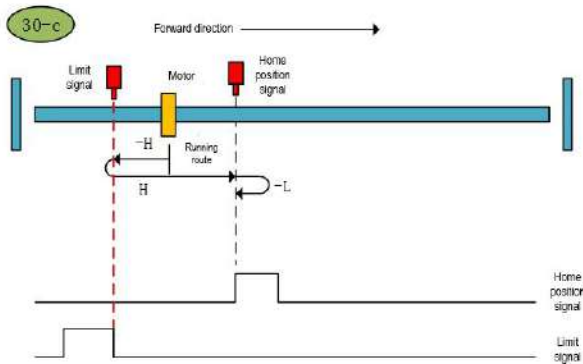 30-c
Forward direction
Limit
signal
Motor
Home
position
signal
-H
Running
route
H
-L
Home
position
signal
Limit
signal